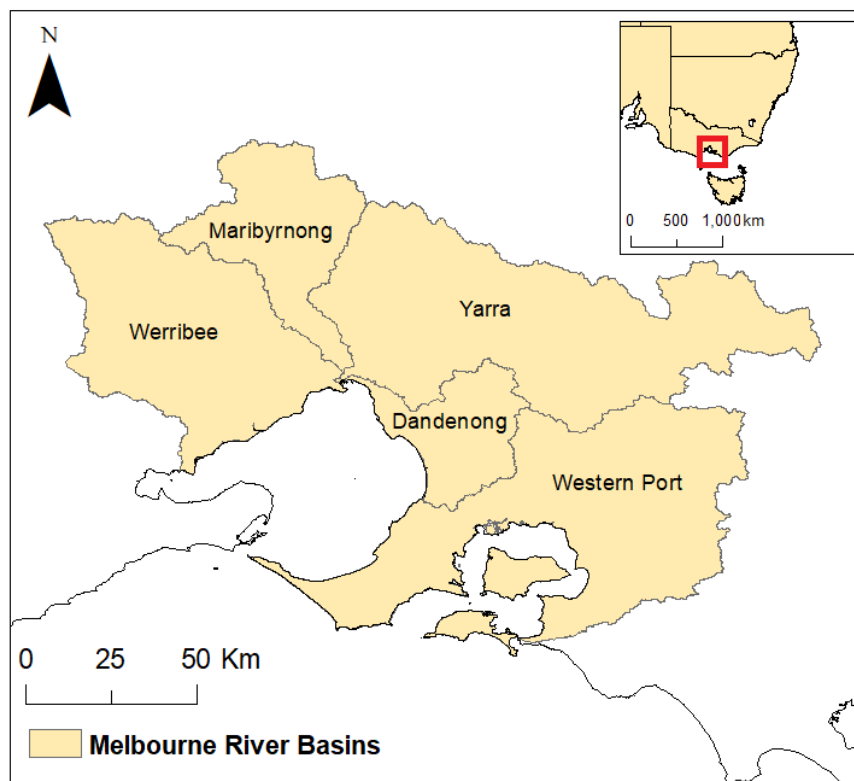 N
0 500 1,000 km
Maribyrnong
Yarra
Werribee
Dandenong
Western Port
0 25 50 Km
Melbourne River Basins